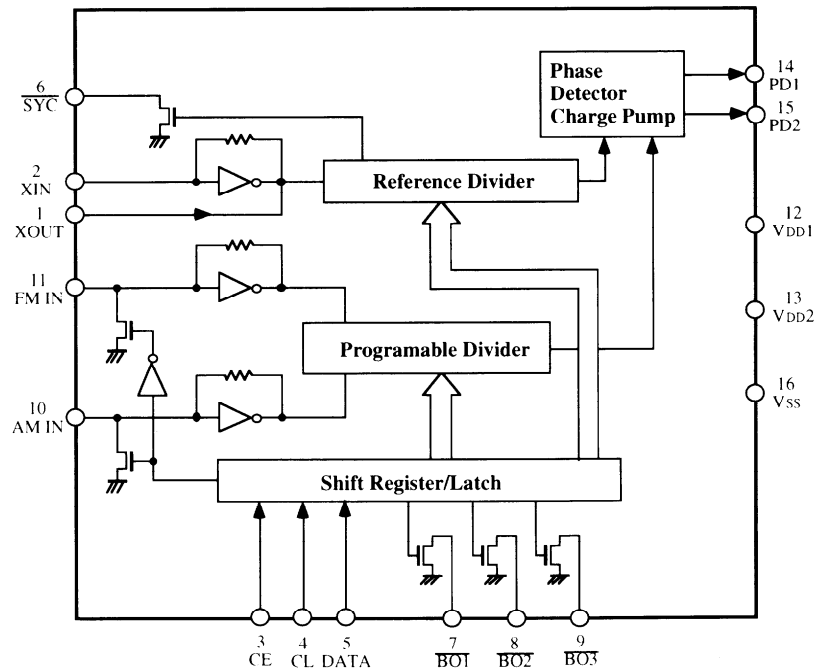 6
SYC
2
XIN
1
XOUT
11
FM IN
10
AM IN
Phase
Detector
Charge Pump
Reference Divider
Programable Divider
Shift Register/Latch
14
PD1
15
PD2
12
VDD1
13
VDD2
16
VSS
3
CE
4
CL
5
DATA
7
BO1
8
BO2
9
BO3